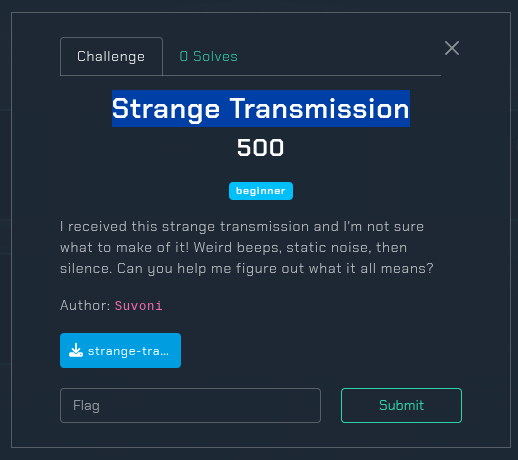 Challenge
0 Solves
Strange Transmission
500
beginner
I received this strange transmission and I'm not sure
what to make of it! Weird beeps, static noise, then
silence. Can you help me figure out what it all means?
Author: Suvoni
strange-tra...
Flag
Submit